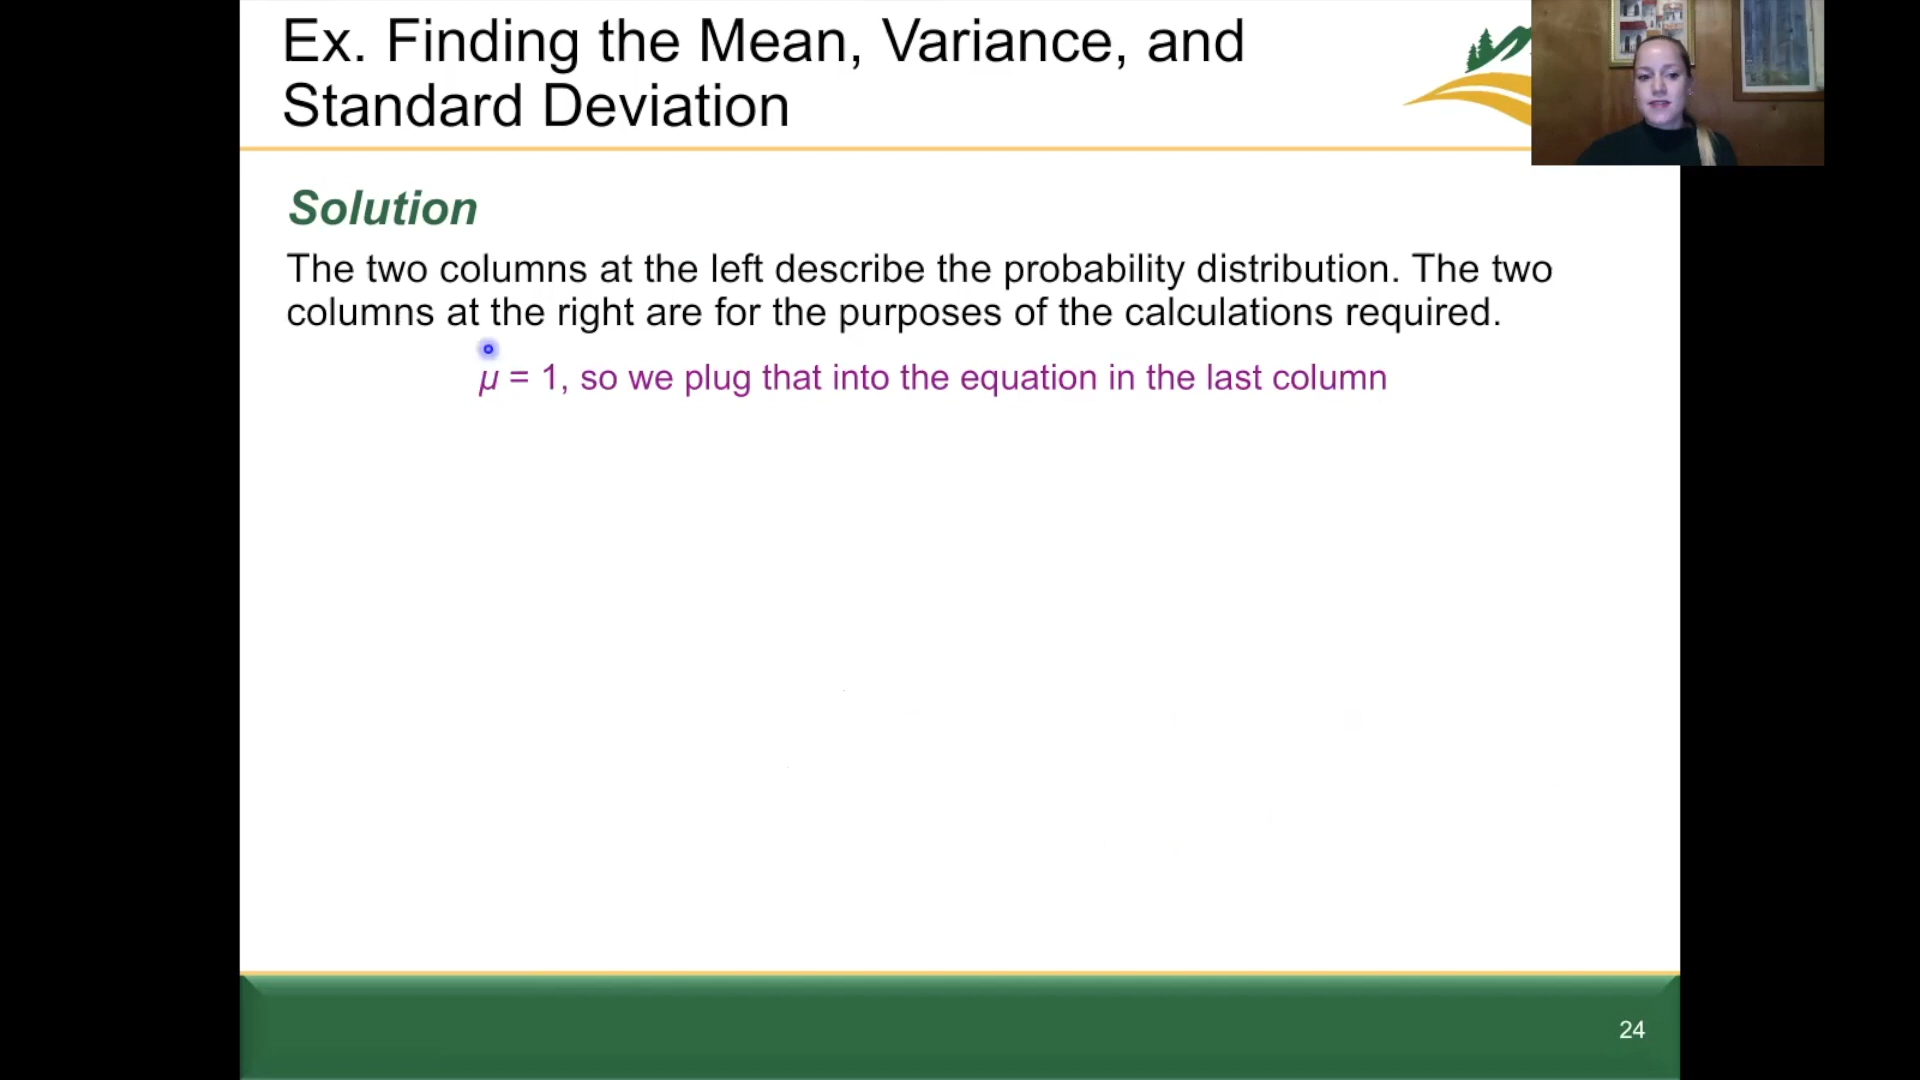 Ex. Finding the Mean, Variance, and
Standard Deviation
Solution
The two columns at the left describe the probability distribution. The two
columns at the right are for the purposes of the calculations required.
μ = 1, so we plug that into the equation in the last column
24